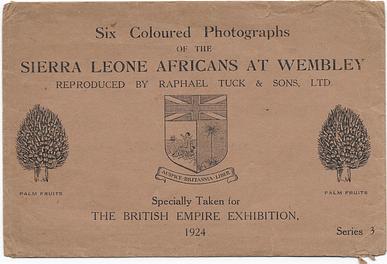 Six Coloured Photographs
OF THE
SIERRA LEONE AFRICANS AT WEMBLEY
REPRODUCED BY RAPHAEL TUCK & SONS, LTD
AUSPICE·BRITANNIA·LIBER
PALM FRUITS
PALM FRUITS
Specially Taken for
THE BRITISH EMPIRE EXHIBITION,
1924
Series 3